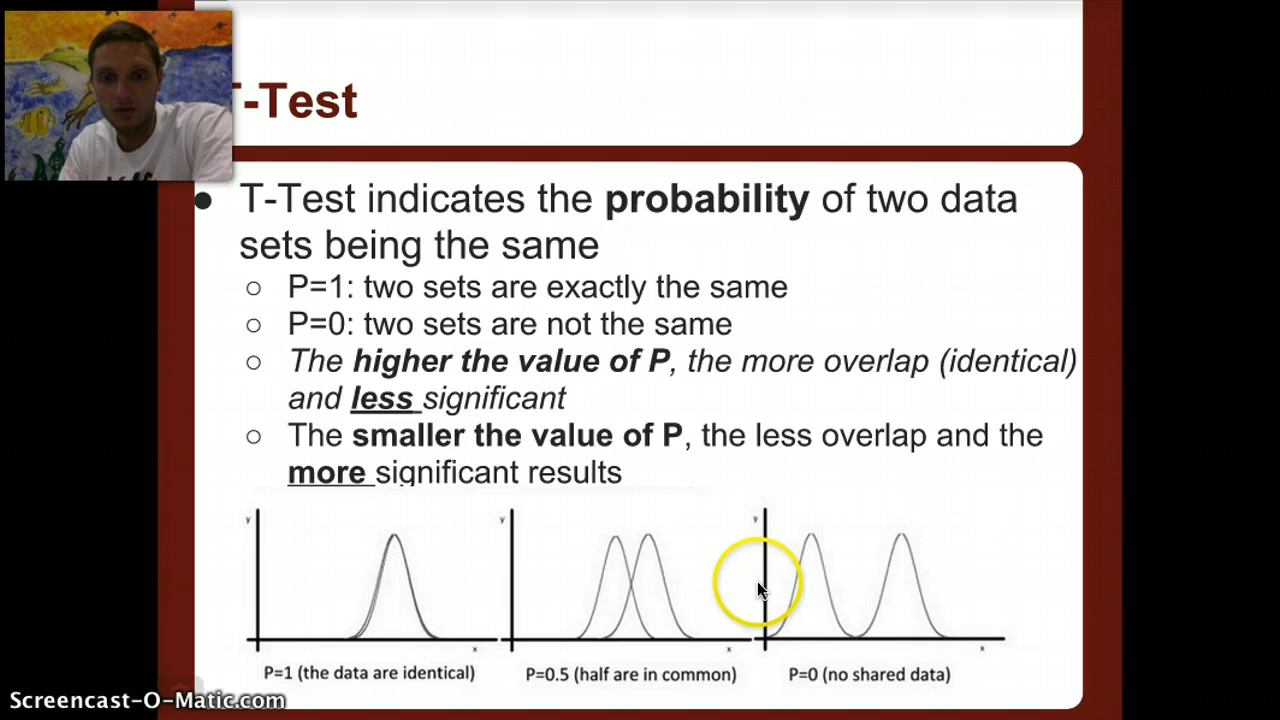 T-Test
● T-Test indicates the probability of two data
sets being the same
○ P=1: two sets are exactly the same
○ P=0: two sets are not the same
○ The higher the value of P, the more overlap (identical)
and less significant
○ The smaller the value of P, the less overlap and the
more significant results
y y y
x x x
P=1 (the data are identical) P=0.5 (half are in common) P=0 (no shared data)
Screencast-O-Matic.com